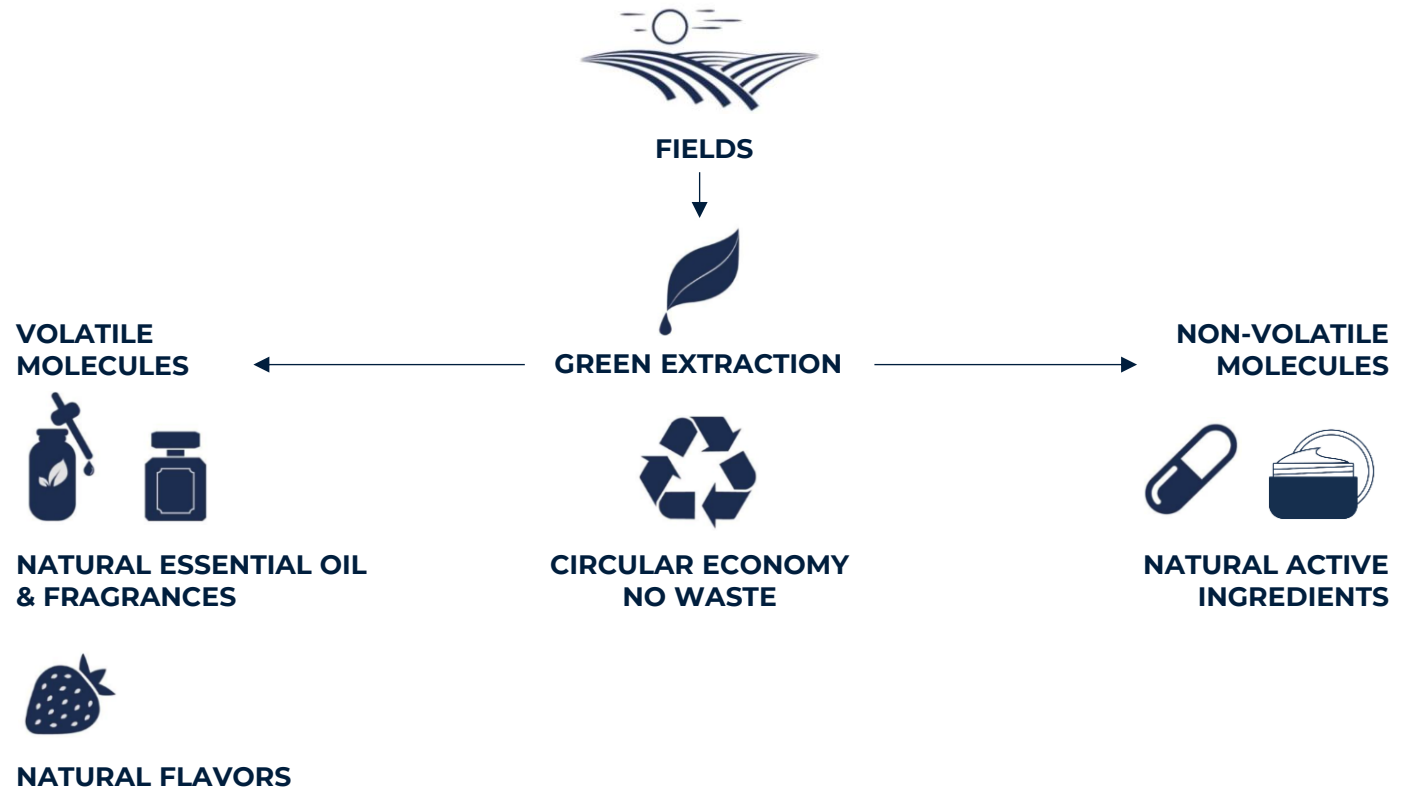 FIELDS
VOLATILE
MOLECULES
GREEN EXTRACTION
NON-VOLATILE
MOLECULES
NATURAL ESSENTIAL OIL
& FRAGRANCES
CIRCULAR ECONOMY
NO WASTE
NATURAL ACTIVE
INGREDIENTS
NATURAL FLAVORS